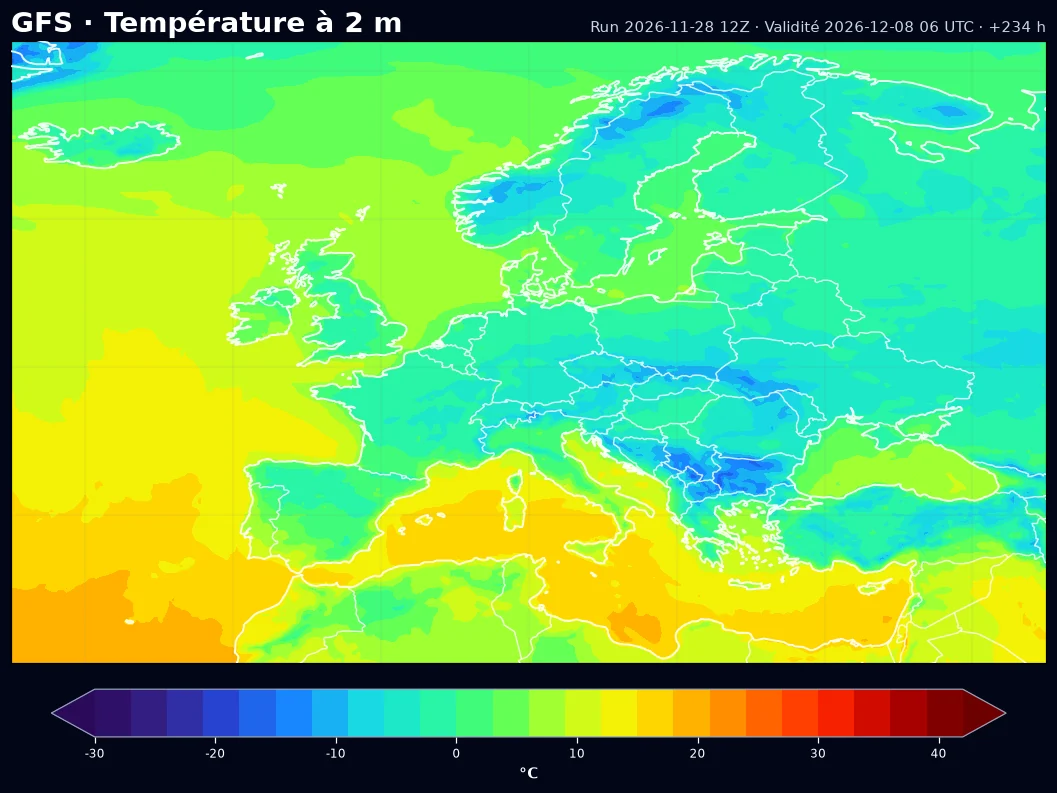 GFS · Température à 2 m
Run 2026-11-28 12Z · Validité 2026-12-08 06 UTC · +234 h
-30 -20 -10 0 10 20 30 40
°C